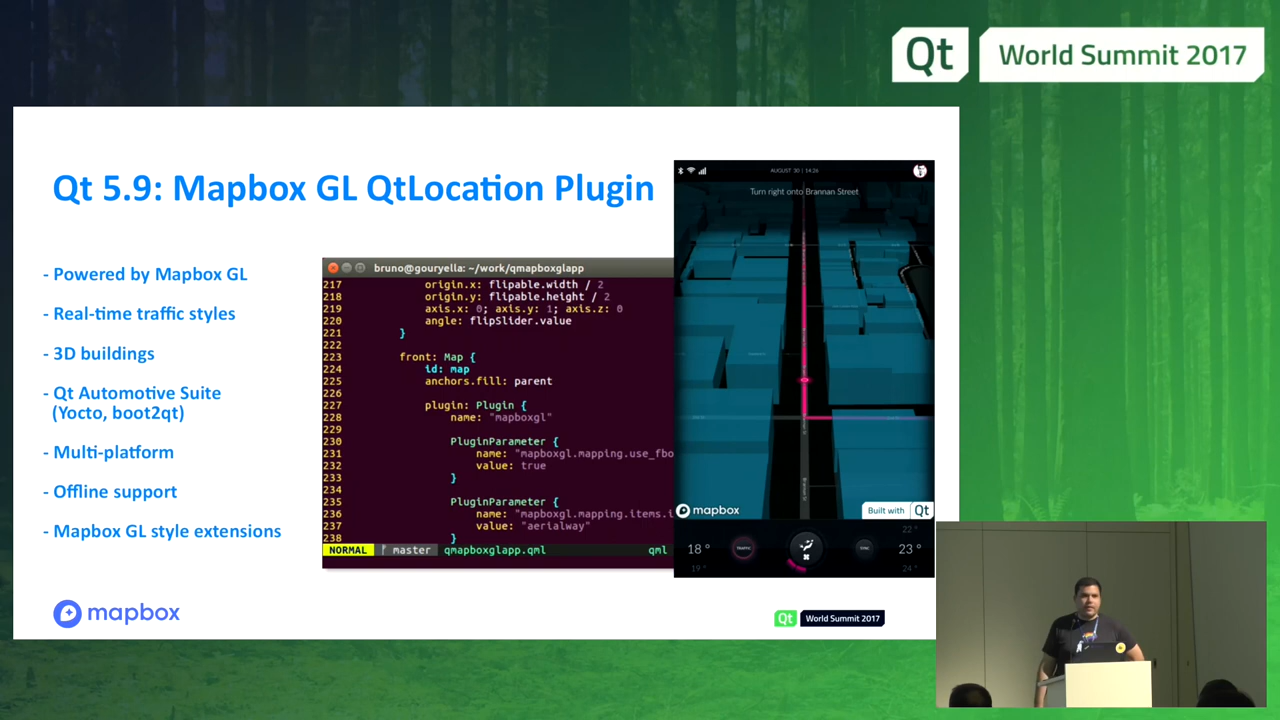 Qt World Summit 2017
Qt 5.9: Mapbox GL QtLocation Plugin
- Powered by Mapbox GL
- Real-time traffic styles
- 3D buildings
- Qt Automotive Suite
(Yocto, boot2qt)
- Multi-platform
- Offline support
- Mapbox GL style extensions
bruno@gouryella: ~/work/qmapboxglapp
217 origin.x: flipable.width / 2
218 origin.y: flipable.height / 2
219 axis.x: 0; axis.y: 1; axis.z: 0
220 angle: flipSlider.value
221 }
222
223 front: Map {
224 id: map
225 anchors.fill: parent
226
227 plugin: Plugin {
228 name: "mapboxgl"
229
230 PluginParameter {
231 name: "mapboxgl.mapping.use_fbo
232 value: true
233 }
234
235 PluginParameter {
236 name: "mapboxgl.mapping.items.i
237 value: "aerialway"
238 }
NORMAL master qmapboxglapp.qml qml
AUGUST 30 | 14:26
Turn right onto Brannan Street
mapbox
Built with Qt
22°
18° TRAFFIC SYNC 23°
19° 24°
mapbox
Qt World Summit 2017